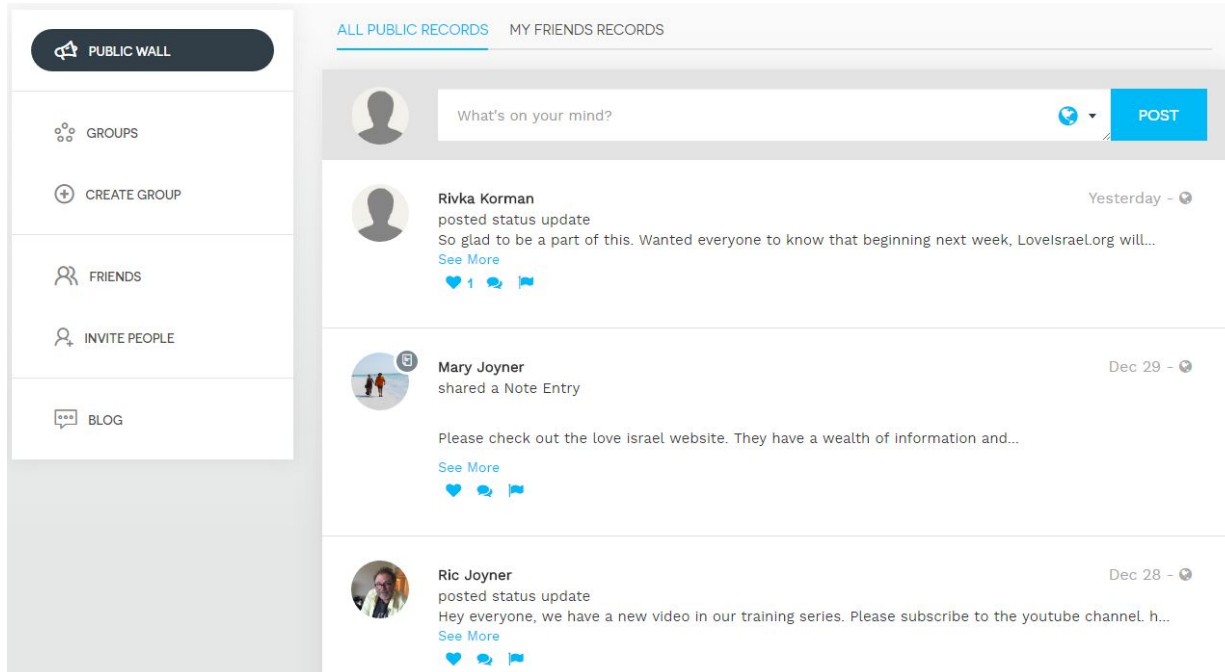 PUBLIC WALL
GROUPS
CREATE GROUP
FRIENDS
INVITE PEOPLE
BLOG
ALL PUBLIC RECORDS MY FRIENDS RECORDS
What's on your mind? POST
Rivka Korman Yesterday -
posted status update
So glad to be a part of this. Wanted everyone to know that beginning next week, LoveIsrael.org will...
See More
1
Mary Joyner Dec 29 -
shared a Note Entry
Please check out the love israel website. They have a wealth of information and...
See More
Ric Joyner Dec 28 -
posted status update
Hey everyone, we have a new video in our training series. Please subscribe to the youtube channel. h...
See More